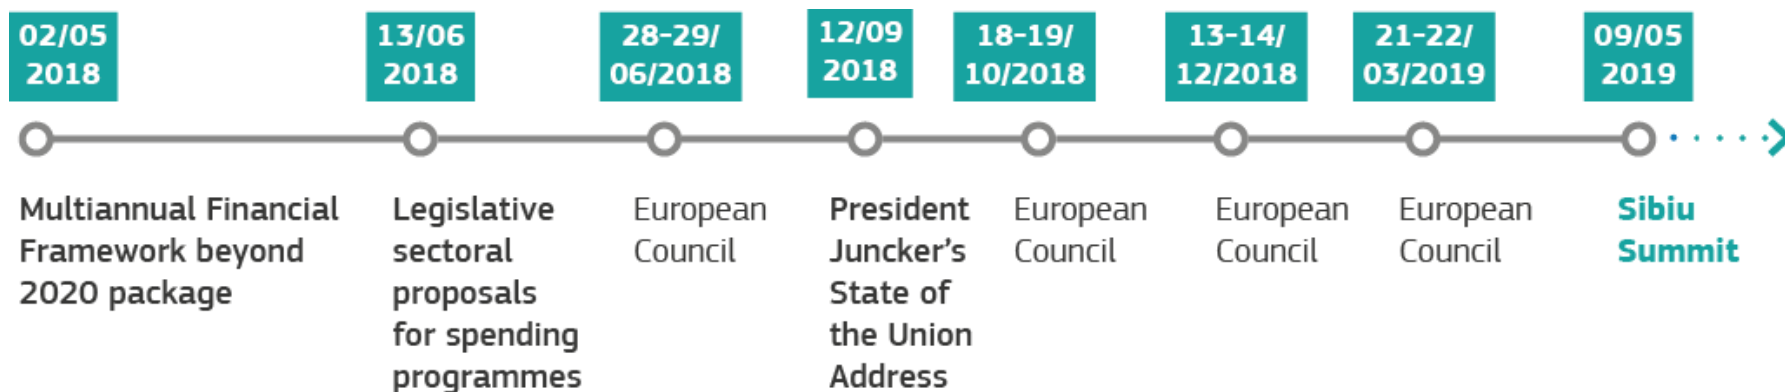 02/05
2018
13/06
2018
28-29/
06/2018
12/09
2018
18-19/
10/2018
13-14/
12/2018
21-22/
03/2019
09/05
2019
Multiannual Financial
Framework beyond
2020 package
Legislative
sectoral
proposals
for spending
programmes
European
Council
President
Juncker's
State of
the Union
Address
European
Council
European
Council
European
Council
Sibiu
Summit